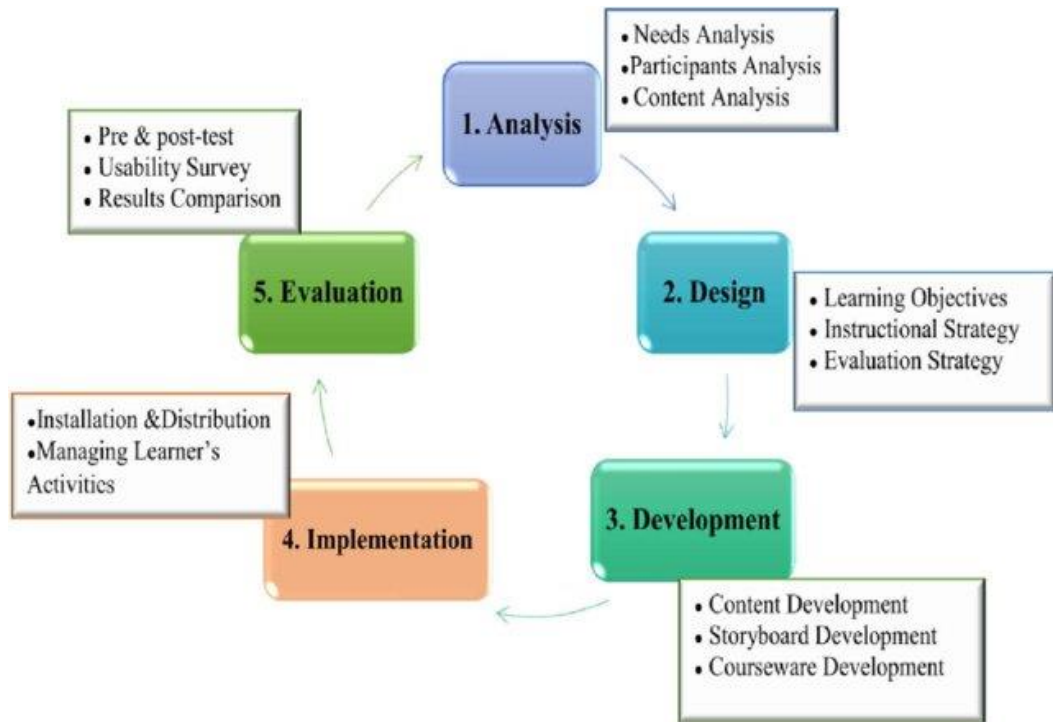 1. Analysis
• Needs Analysis
•Participants Analysis
• Content Analysis
2. Design
• Learning Objectives
• Instructional Strategy
• Evaluation Strategy
3. Development
• Content Development
• Storyboard Development
• Courseware Development
4. Implementation
•Installation &Distribution
•Managing Learner’s
Activities
5. Evaluation
• Pre & post-test
• Usability Survey
• Results Comparison